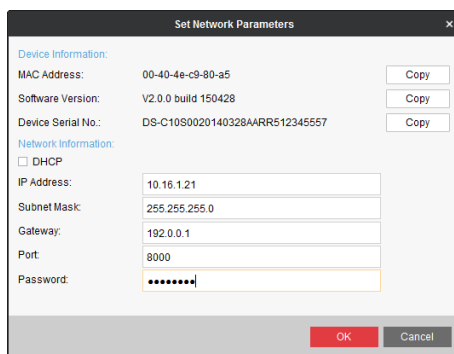 Set Network Parameters ×
Device Information:
MAC Address: 00-40-4e-c9-80-a5 Copy
Software Version: V2.0.0 build 150428 Copy
Device Serial No.: DS-C10S0020140328AARR512345557 Copy
Network Information:
DHCP
IP Address: 10.16.1.21
Subnet Mask: 255.255.255.0
Gateway: 192.0.0.1
Port: 8000
Password: ●●●●●●●●
OK Cancel